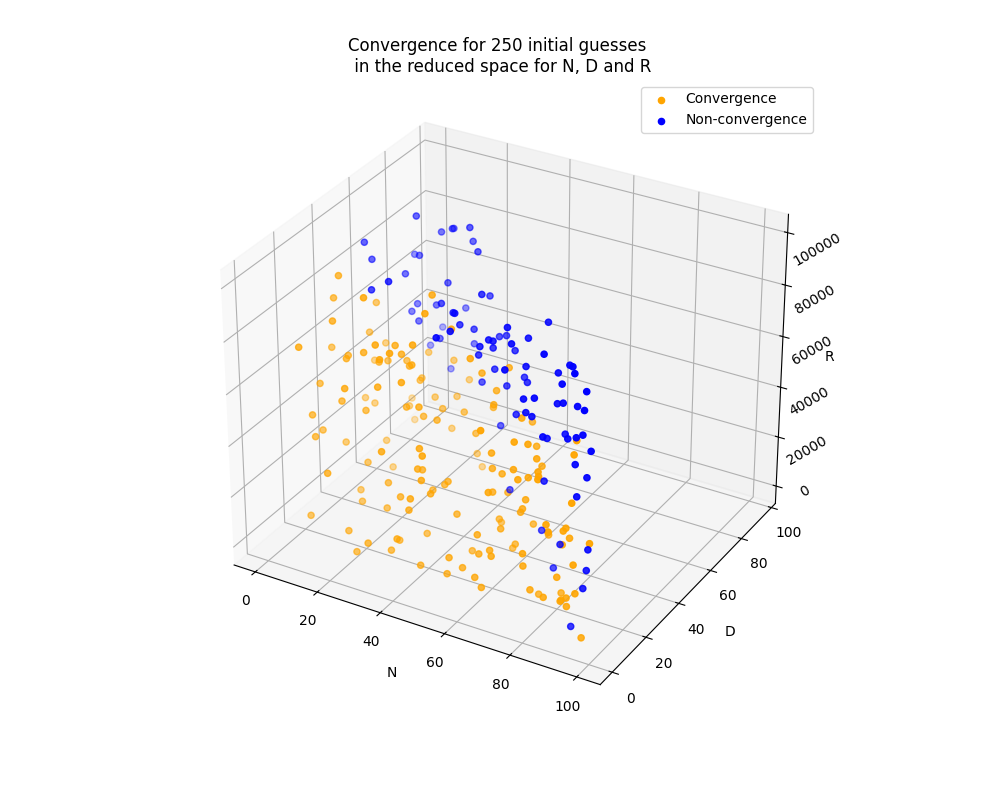 Convergence for 250 initial guesses
in the reduced space for N, D and R
Convergence
Non-convergence
100000
80000
60000
R
40000
20000
0
100
80
60
40
D
20
0
0
20
40
N
60
80
100